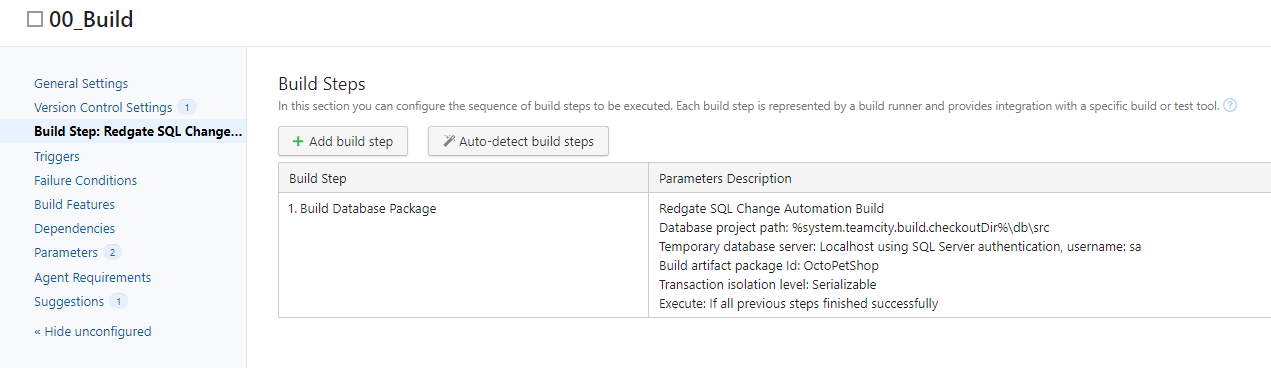 00_Build
General Settings
Version Control Settings 1
Build Step: Redgate SQL Change...
Triggers
Failure Conditions
Build Features
Dependencies
Parameters 2
Agent Requirements
Suggestions 1
« Hide unconfigured
Build Steps
In this section you can configure the sequence of build steps to be executed. Each build step is represented by a build runner and provides integration with a specific build or test tool. ?
+ Add build step
Auto-detect build steps
Build Step
Parameters Description
1. Build Database Package
Redgate SQL Change Automation Build
Database project path: %system.teamcity.build.checkoutDir%\db\src
Temporary database server: Localhost using SQL Server authentication, username: sa
Build artifact package Id: OctoPetShop
Transaction isolation level: Serializable
Execute: If all previous steps finished successfully